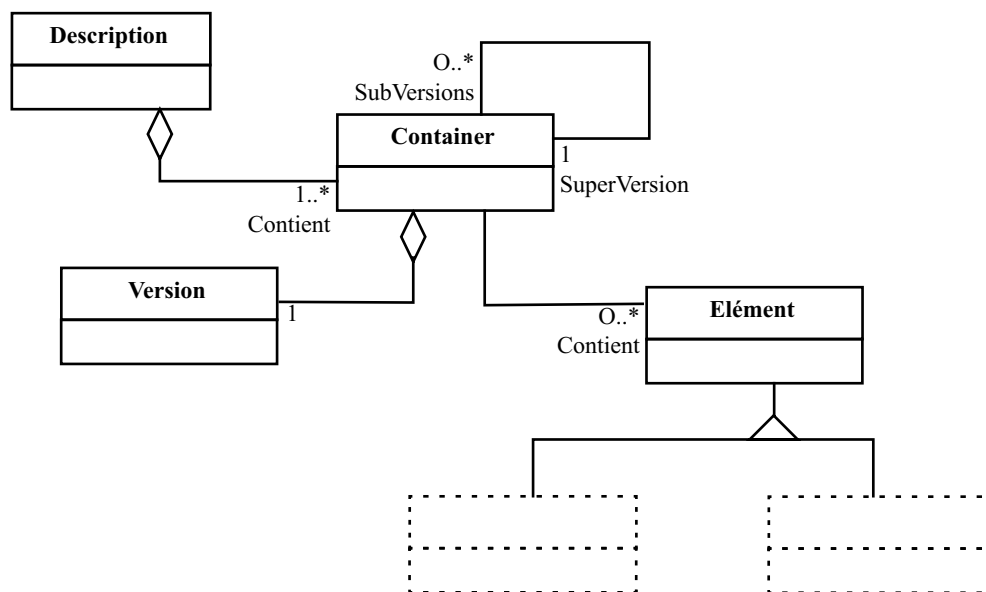 Description
O..*
SubVersions
Container
1
SuperVersion
1..*
Contient
Version
1
O..*
Contient
Elément